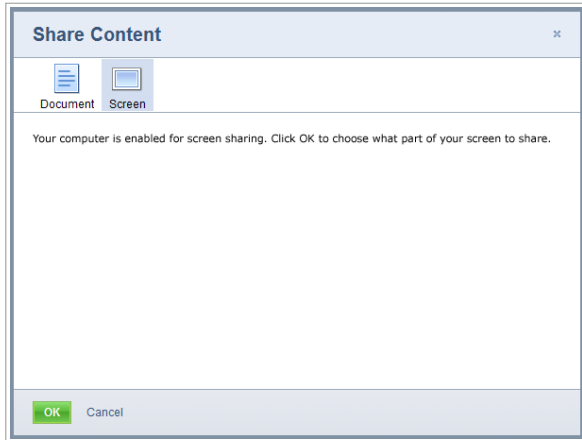 Share Content
x
Document Screen
Your computer is enabled for screen sharing. Click OK to choose what part of your screen to share.
OK Cancel